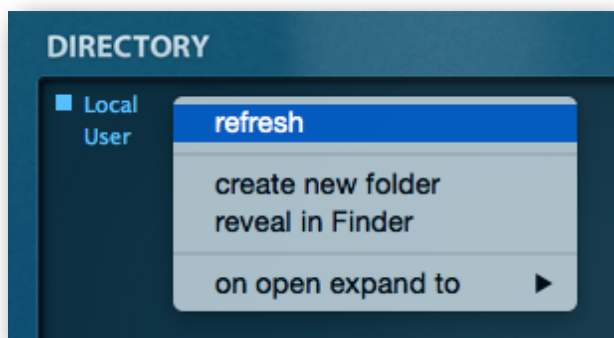 DIRECTORY
Local
User
refresh
create new folder
reveal in Finder
on open expand to